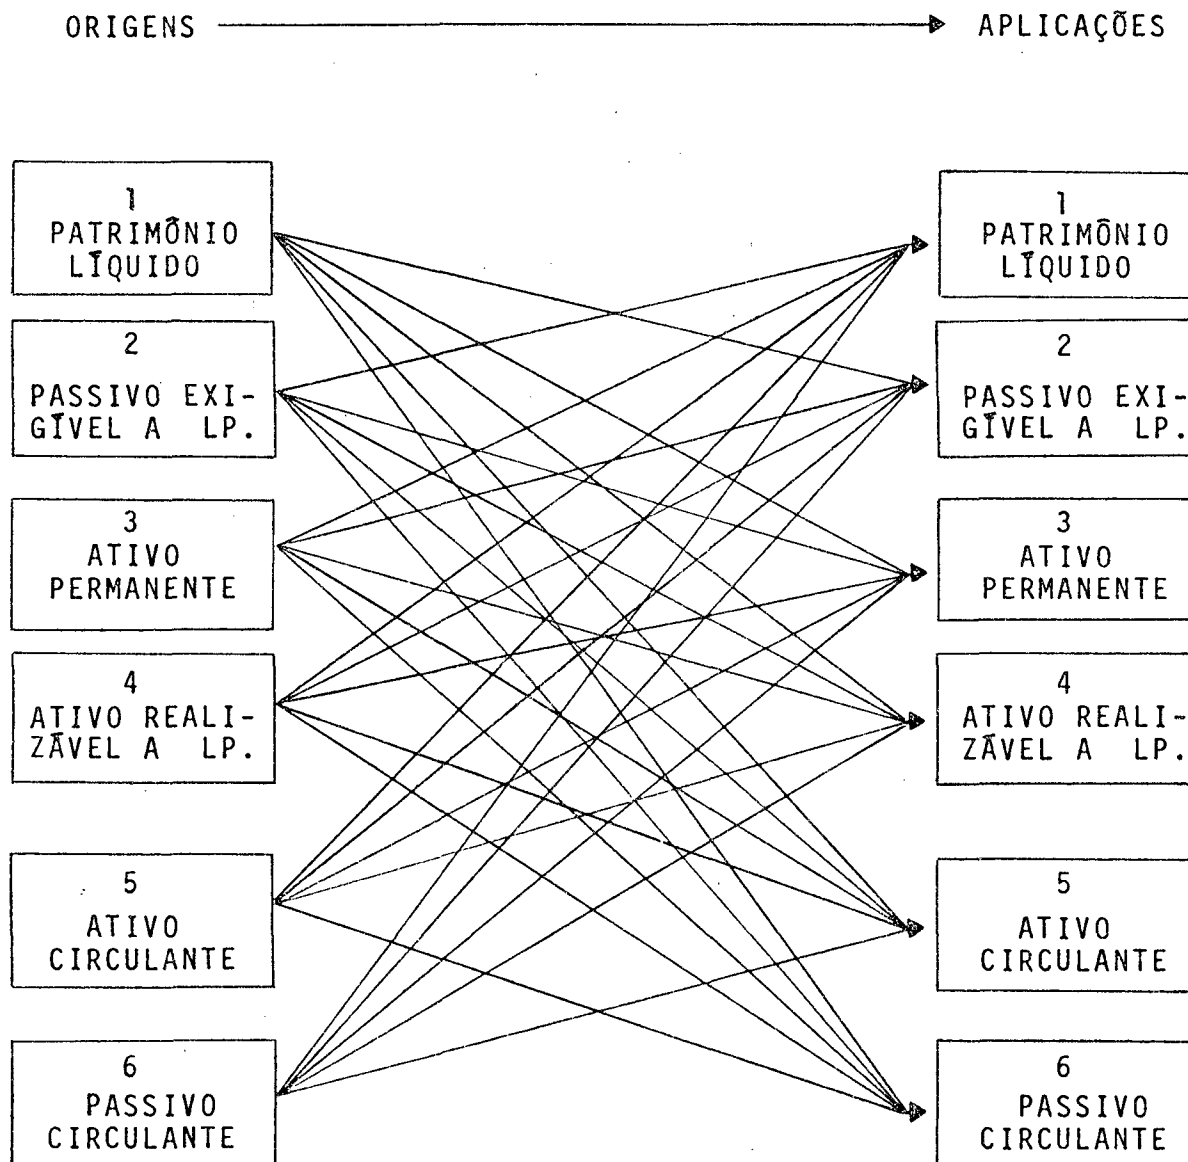 ORIGENS APLICAÇÕES
1
PATRIMÔNIO
LÍQUIDO
2
PASSIVO EXI-
GÍVEL A LP.
3
ATIVO
PERMANENTE
4
ATIVO REALI-
ZÁVEL A LP.
5
ATIVO
CIRCULANTE
6
PASSIVO
CIRCULANTE
1
PATRIMÔNIO
LÍQUIDO
2
PASSIVO EXI-
GÍVEL A LP.
3
ATIVO
PERMANENTE
4
ATIVO REALI-
ZÁVEL A LP.
5
ATIVO
CIRCULANTE
6
PASSIVO
CIRCULANTE